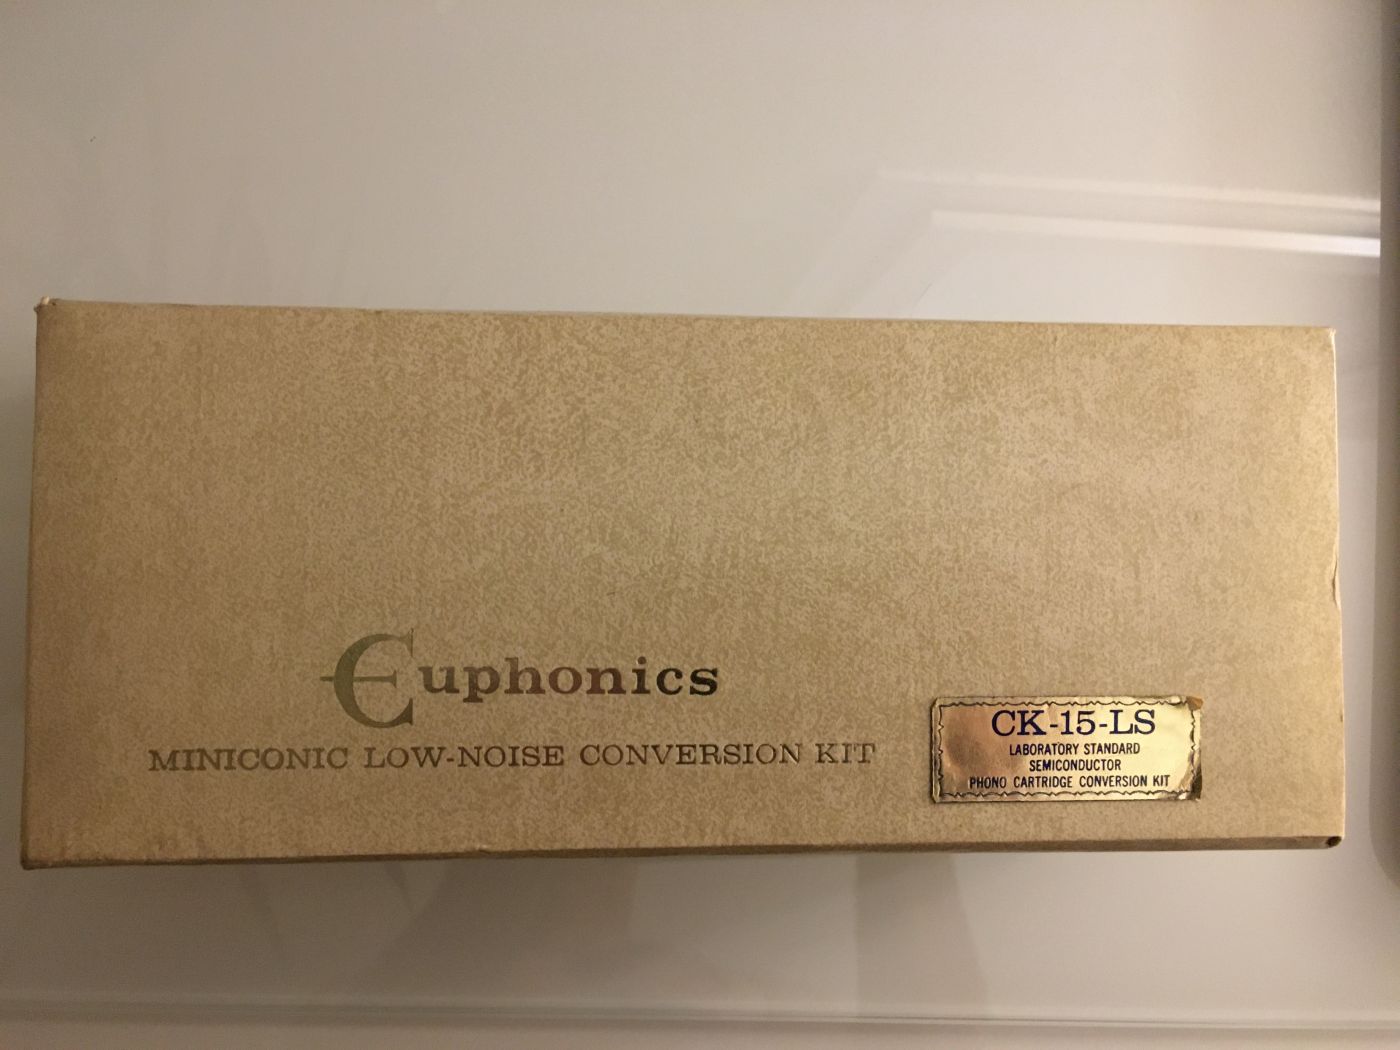 Euphonics
MINICONIC LOW-NOISE CONVERSION KIT
CK-15-LS
LABORATORY STANDARD
SEMICONDUCTOR
PHONO CARTRIDGE CONVERSION KIT